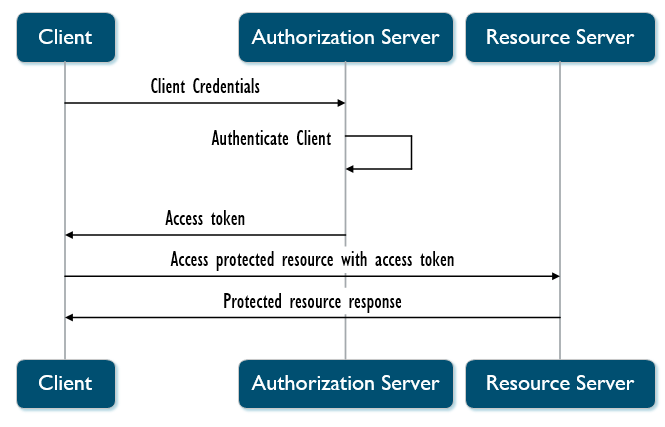 Client
Authorization Server
Resource Server
Client Credentials
Authenticate Client
Access token
Access protected resource with access token
Protected resource response
Client
Authorization Server
Resource Server